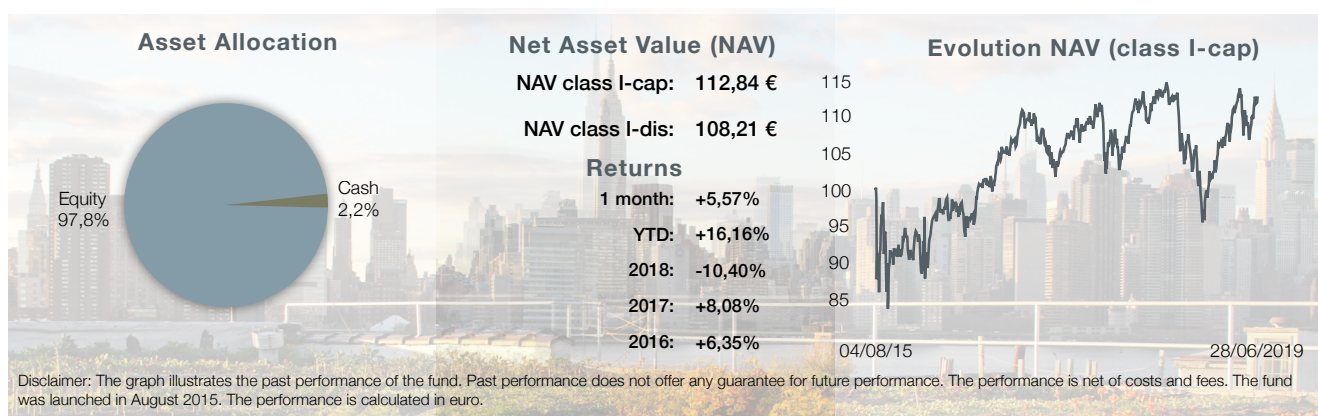 Asset Allocation
Equity
97,8%
Cash
2,2%
Net Asset Value (NAV)
NAV class I-cap: 112,84 €
NAV class I-dis: 108,21 €
Returns
1 month: +5,57%
YTD: +16,16%
2018: -10,40%
2017: +8,08%
2016: +6,35%
Evolution NAV (class I-cap)
115
110
105
100
95
90
85
04/08/15 28/06/2019
Disclaimer: The graph illustrates the past performance of the fund. Past performance does not offer any guarantee for future performance. The performance is net of costs and fees. The fund
was launched in August 2015. The performance is calculated in euro.